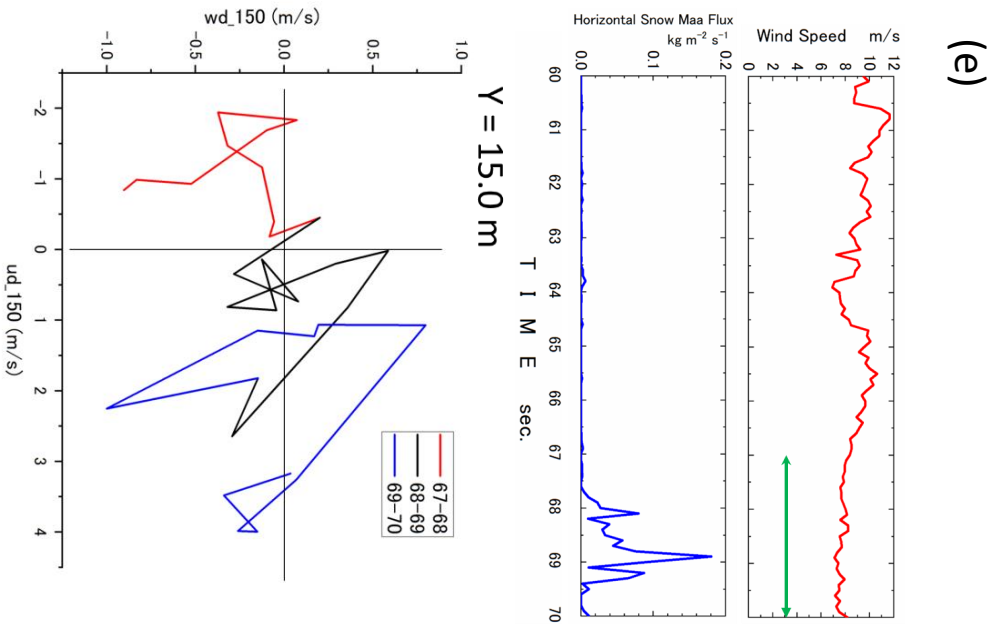 (e)
Wind Speed m/s
0 2 4 6 8 10 12
Horizontal Snow Maa Flux
kg m⁻² s⁻¹
0.0 0.1 0.2
60
61
62
63
64
65
66
67
68
69
70
T I M E sec.
Y = 15.0 m
wd_150 (m/s)
-1.0 -0.5 0.0 0.5 1.0
-2
-1
0
1
2
3
4
ud_150 (m/s)
67-68
68-69
69-70